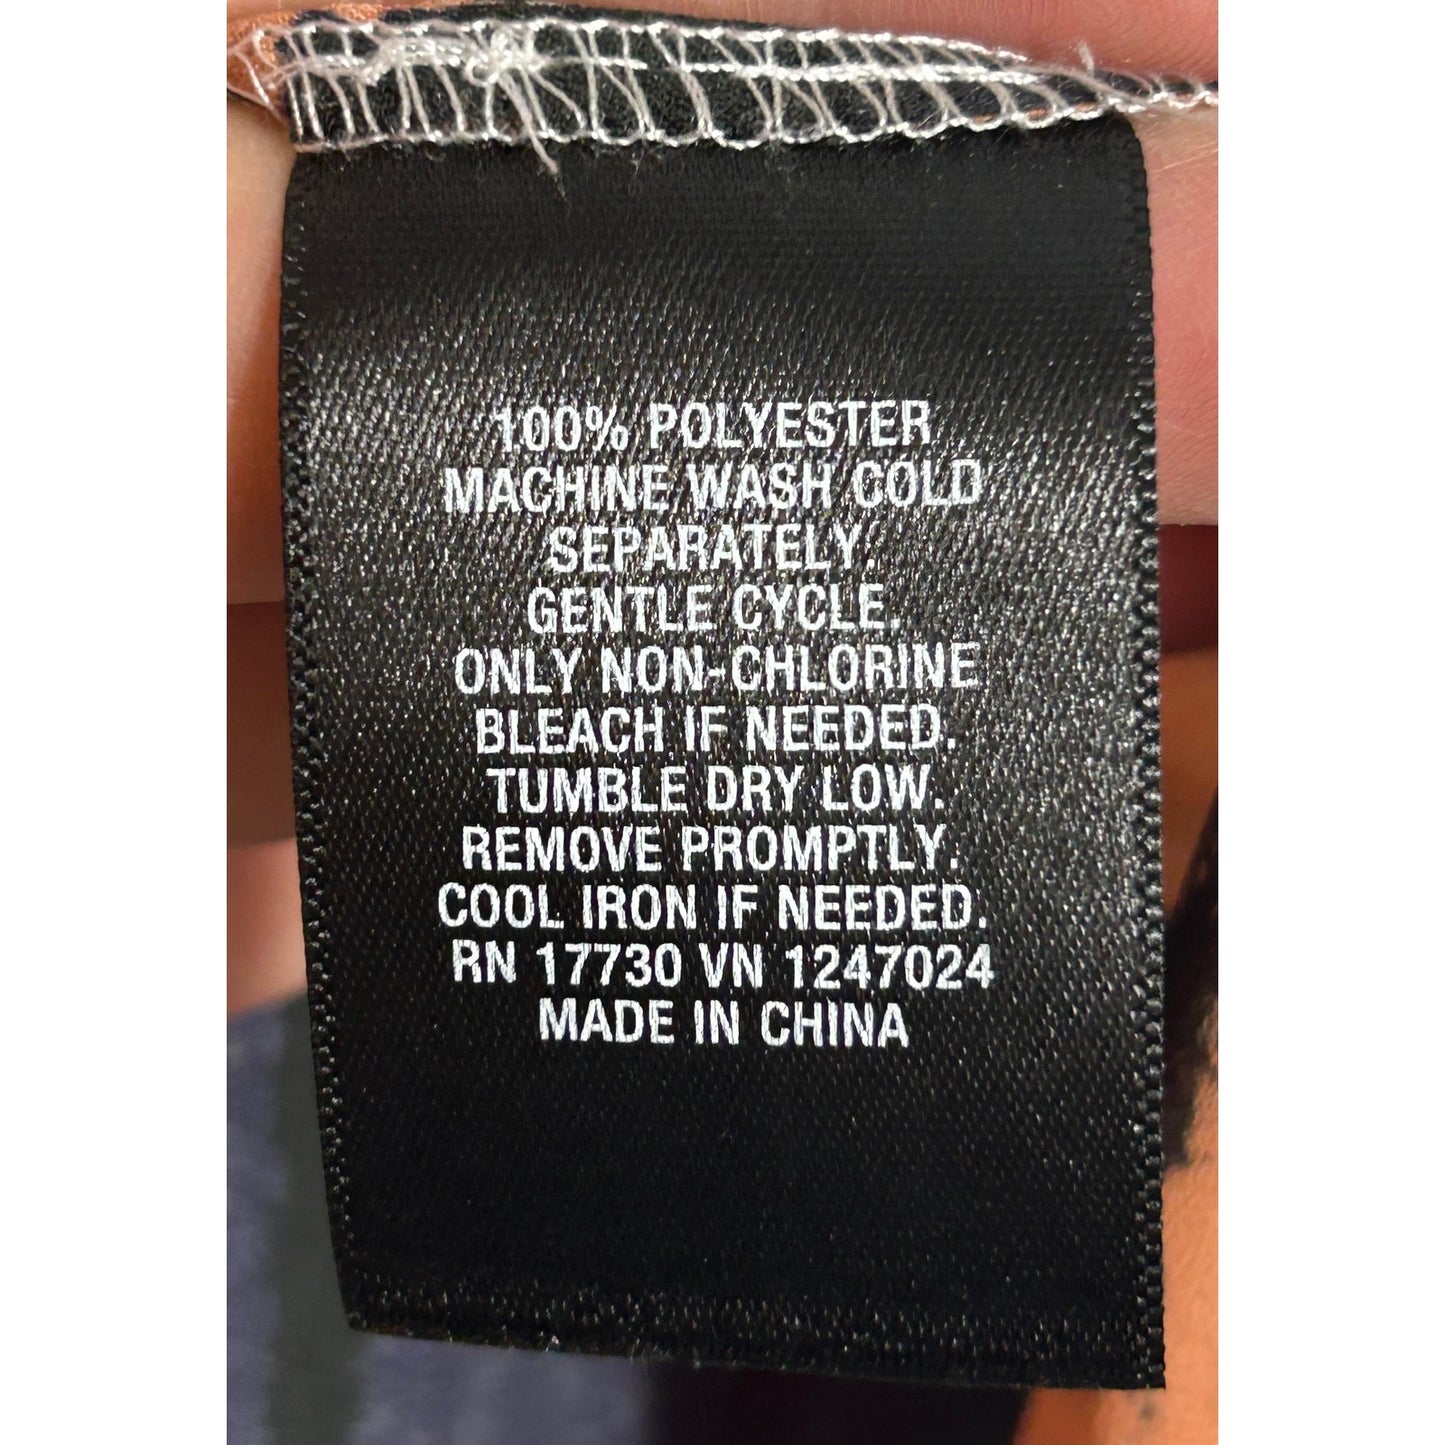 100% POLYESTER
MACHINE WASH COLD
SEPARATELY.
GENTLE CYCLE.
ONLY NON-CHLORINE
BLEACH IF NEEDED.
TUMBLE DRY LOW.
REMOVE PROMPTLY.
COOL IRON IF NEEDED.
RN 17730 VN 1247024
MADE IN CHINA